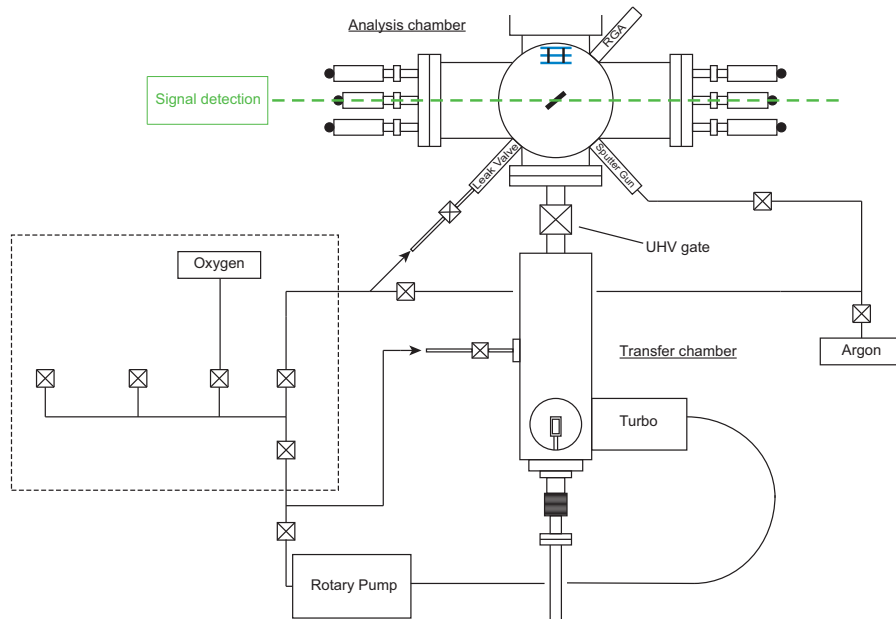 Analysis chamber
RGA
Signal detection
Leak Valve
Sputter Gun
UHV gate
Oxygen
Transfer chamber
Argon
Turbo
Rotary Pump